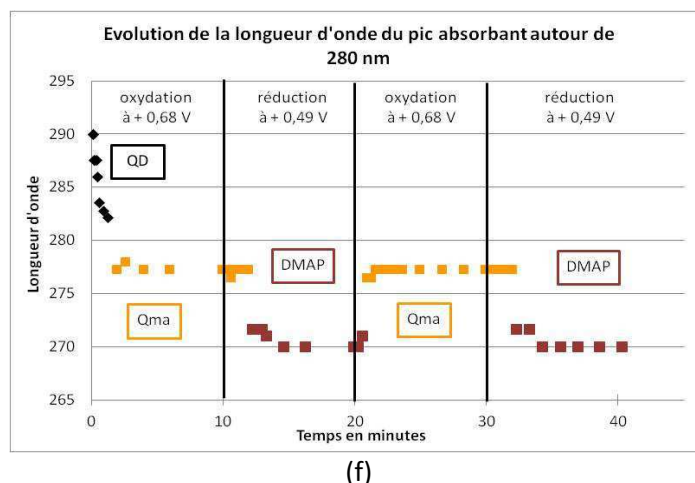 Evolution de la longueur d'onde du pic absorbant autour de
280 nm
295
290
285
280
275
270
265
Longueur d'onde
oxydation
à + 0,68 V
réduction
à + 0,49 V
oxydation
à + 0,68 V
réduction
à + 0,49 V
QD
DMAP
DMAP
Qma
Qma
0
10
20
30
40
Temps en minutes
(f)